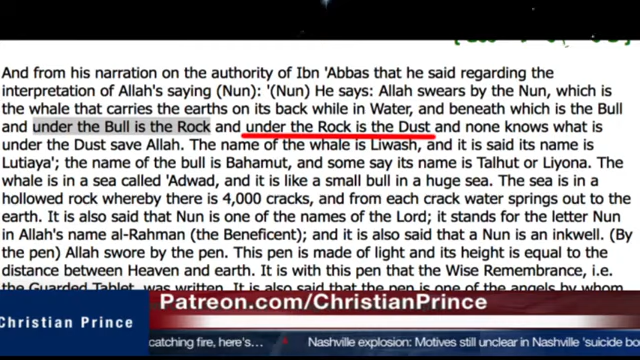 And from his narration on the authority of Ibn 'Abbas that he said regarding the
interpretation of Allah's saying (Nun): '(Nun) He says: Allah swears by the Nun, which is
the whale that carries the earths on its back while in Water, and beneath which is the Bull
and under the Bull is the Rock and under the Rock is the Dust and none knows what is
under the Dust save Allah. The name of the whale is Liwash, and it is said its name is
Lutiaya'; the name of the bull is Bahamut, and some say its name is Talhut or Liyona. The
whale is in a sea called 'Adwad, and it is like a small bull in a huge sea. The sea is in a
hollowed rock whereby there is 4,000 cracks, and from each crack water springs out to the
earth. It is also said that Nun is one of the names of the Lord; it stands for the letter Nun
in Allah's name al-Rahman (the Beneficent); and it is also said that a Nun is an inkwell. (By
the pen) Allah swore by the pen. This pen is made of light and its height is equal to the
distance between Heaven and earth. It is with this pen that the Wise Remembrance, i.e.
the Guarded Tablet, was written. It is also said that the pen is one of the angels by whom
Patreon.com/ChristianPrince
Christian Prince
catching fire, here's... Nashville explosion: Motives still unclear in Nashville 'suicide bo